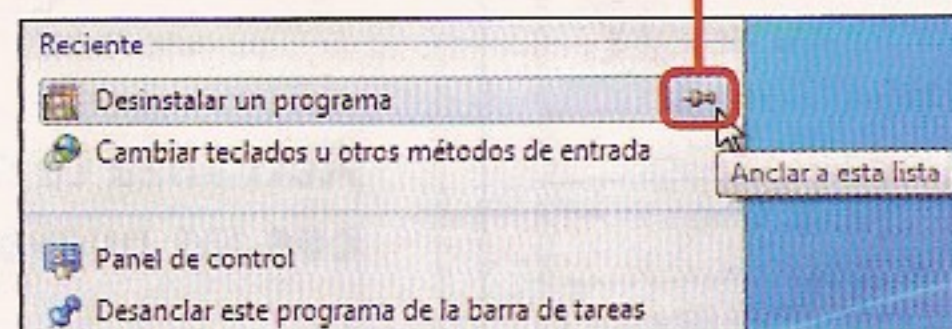 Reciente
Desinstalar un programa
Cambiar teclados u otros métodos de entrada
Anclar a esta lista
Panel de control
Desanclar este programa de la barra de tareas